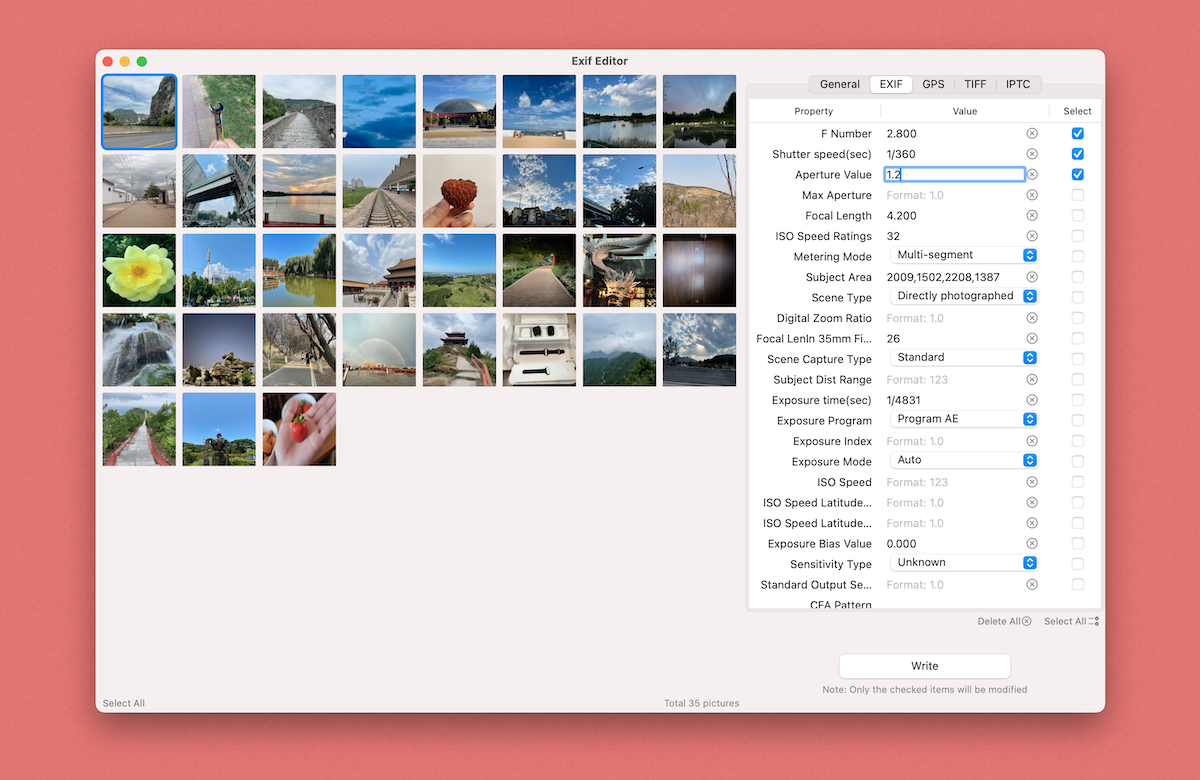 Exif Editor
General EXIF GPS TIFF IPTC
Property Value Select
F Number 2.800
Shutter speed(sec) 1/360
Aperture Value 1.2
Max Aperture Format: 1.0
Focal Length 4.200
ISO Speed Ratings 32
Metering Mode Multi-segment
Subject Area 2009,1502,2208,1387
Scene Type Directly photographed
Digital Zoom Ratio Format: 1.0
Focal LenIn 35mm Fi... 26
Scene Capture Type Standard
Subject Dist Range Format: 123
Exposure time(sec) 1/4831
Exposure Program Program AE
Exposure Index Format: 1.0
Exposure Mode Auto
ISO Speed Format: 123
ISO Speed Latitude... Format: 1.0
ISO Speed Latitude... Format: 1.0
Exposure Bias Value 0.000
Sensitivity Type Unknown
Standard Output Se... Format: 1.0
CFA Pattern
Delete All Select All
Write
Note: Only the checked items will be modified
Select All Total 35 pictures